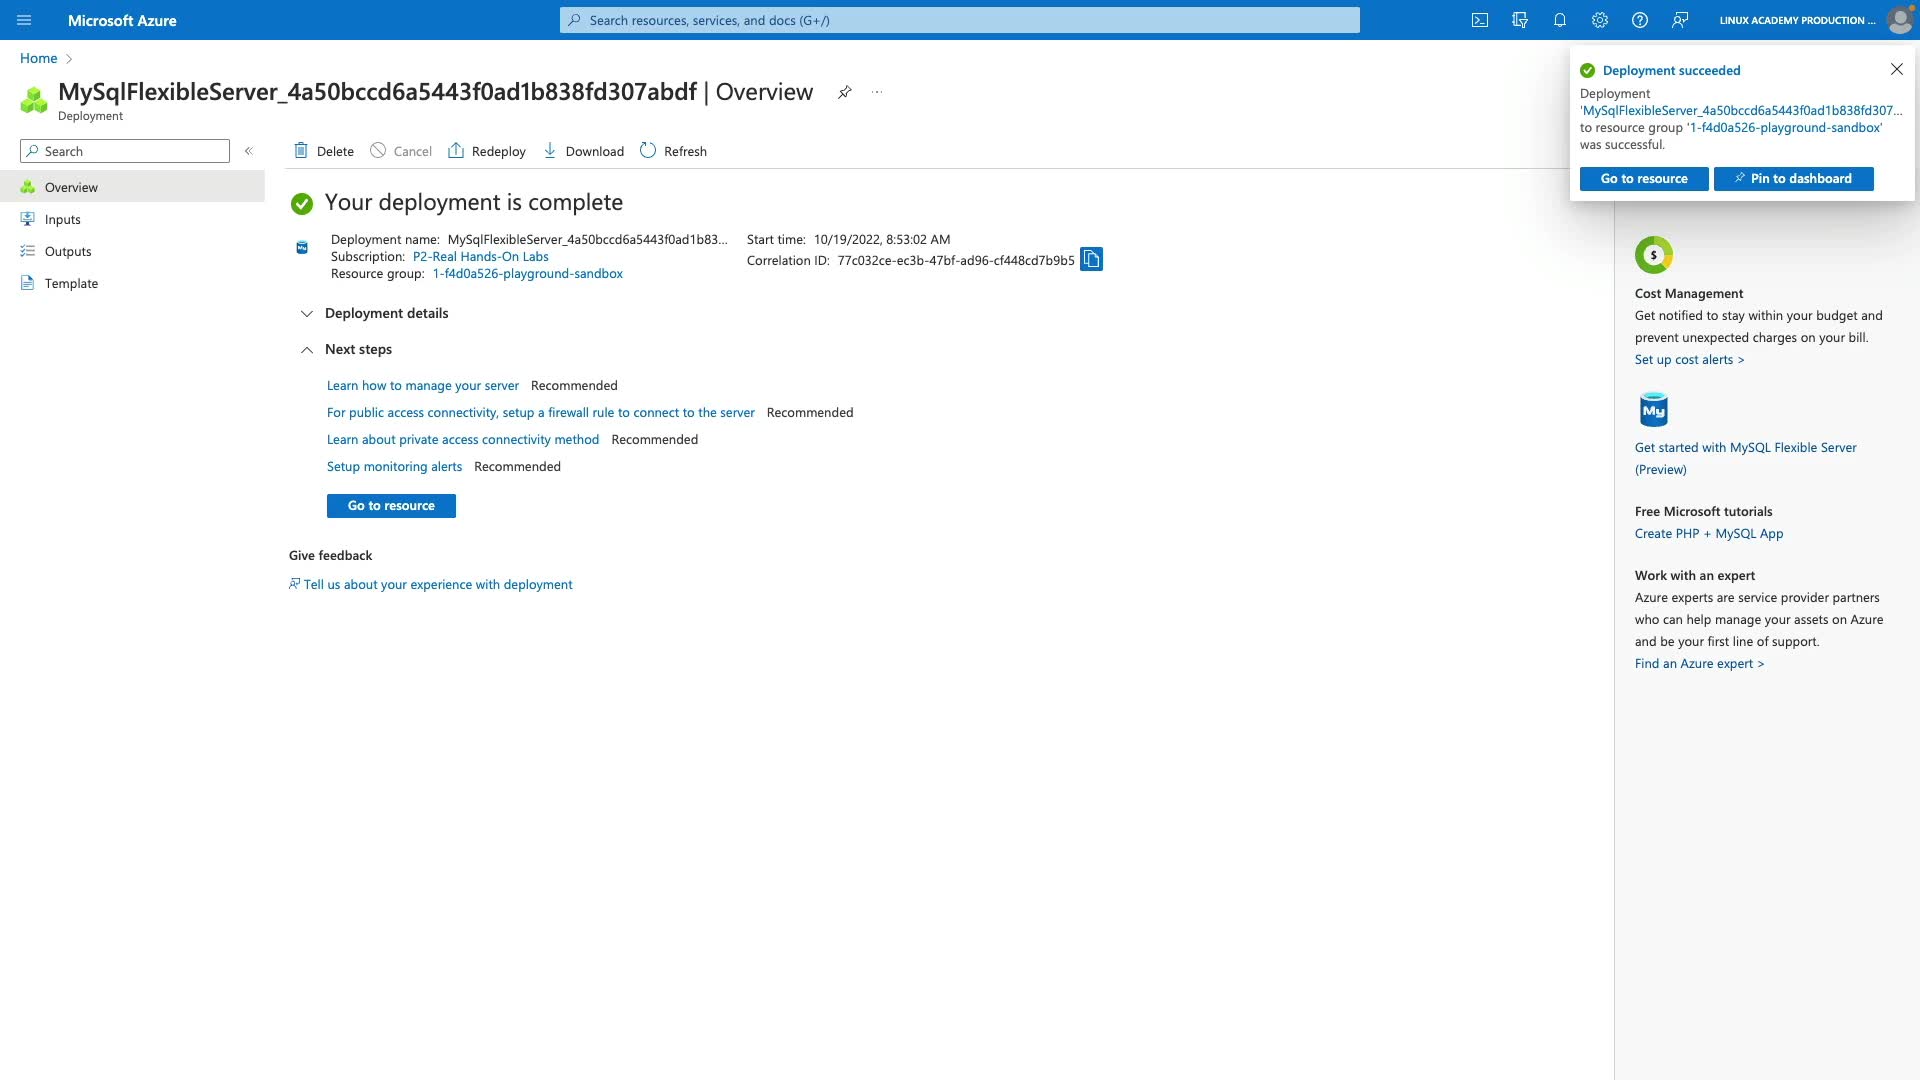 Microsoft Azure
Search resources, services, and docs (G+/)
LINUX ACADEMY PRODUCTION ...
Home
MySqlFlexibleServer_4a50bccd6a5443f0ad1b838fd307abdf | Overview
Deployment
Search
Overview
Inputs
Outputs
Template
Delete
Cancel
Redeploy
Download
Refresh
Your deployment is complete
Deployment name: MySqlFlexibleServer_4a50bccd6a5443f0ad1b83...
Subscription: P2-Real Hands-On Labs
Resource group: 1-f4d0a526-playground-sandbox
Start time: 10/19/2022, 8:53:02 AM
Correlation ID: 77c032ce-ec3b-47bf-ad96-cf448cd7b9b5
Deployment details
Next steps
Learn how to manage your server Recommended
For public access connectivity, setup a firewall rule to connect to the server Recommended
Learn about private access connectivity method Recommended
Setup monitoring alerts Recommended
Go to resource
Give feedback
Tell us about your experience with deployment
Deployment succeeded
Deployment
'MySqlFlexibleServer_4a50bccd6a5443f0ad1b838fd307...
to resource group '1-f4d0a526-playground-sandbox'
was successful.
Go to resource
Pin to dashboard
$
Cost Management
Get notified to stay within your budget and
prevent unexpected charges on your bill.
Set up cost alerts >
My
Get started with MySQL Flexible Server
(Preview)
Free Microsoft tutorials
Create PHP + MySQL App
Work with an expert
Azure experts are service provider partners
who can help manage your assets on Azure
and be your first line of support.
Find an Azure expert >